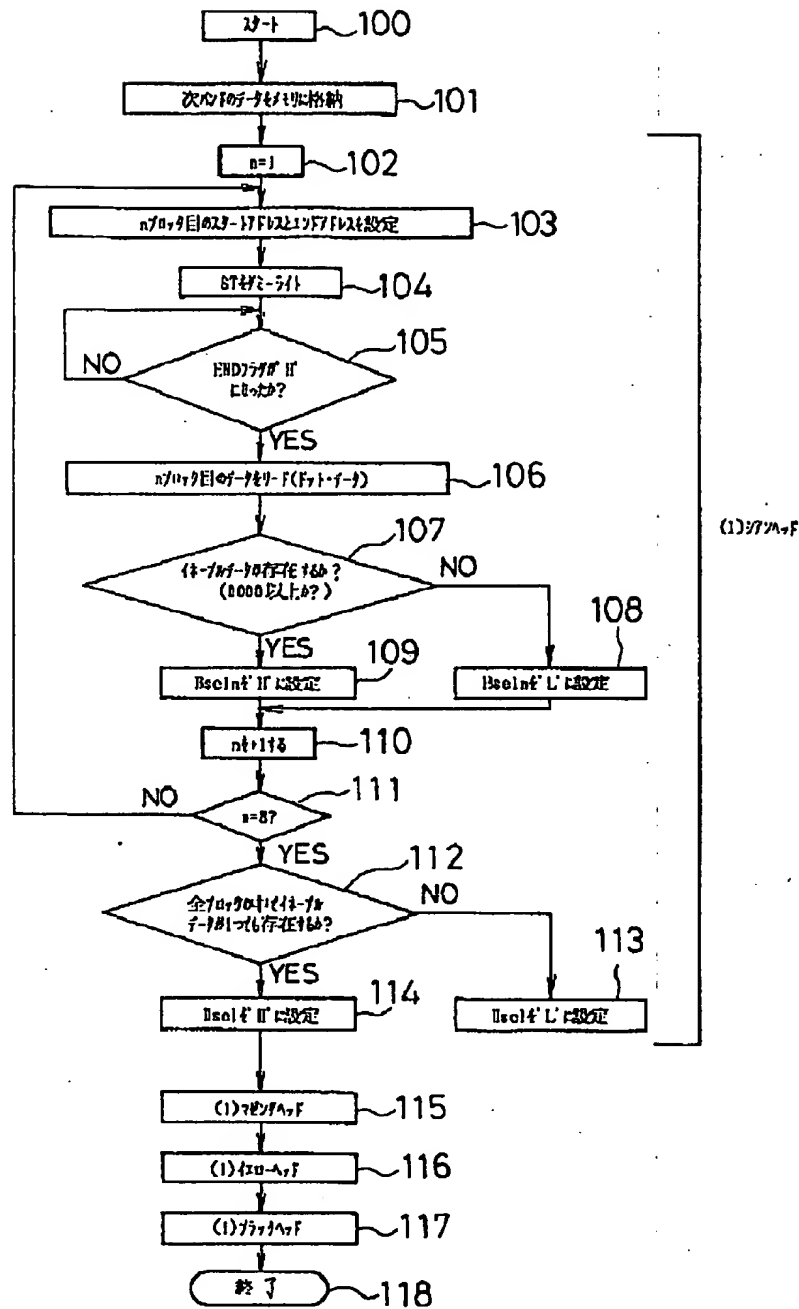 スタート
100
次バンドのデータをメモリに格納
101
n=1
102
nブロック目のスタートアドレスとエンドアドレスを設定
103
STをダミーライト
104
ENDフラグが'H'
になったか?
105
NO
YES
nブロック目のデータをリード(ドット・データ)
106
イネーブルデータが存在するか?
(0000以上か?)
107
NO
YES
108
109
Bselnを'H'に設定
Bselnを'L'に設定
nを+1する
110
111
NO
n=8?
YES
112
全ブロックの中でイネーブル
データが1つでも存在するか?
NO
YES
113
114
を'H'に設定
を'L'に設定
(1)マゼンタヘッド
115
(1)イエローヘッド
116
(1)ブラックヘッド
117
終了
118
(1)シアンヘッド